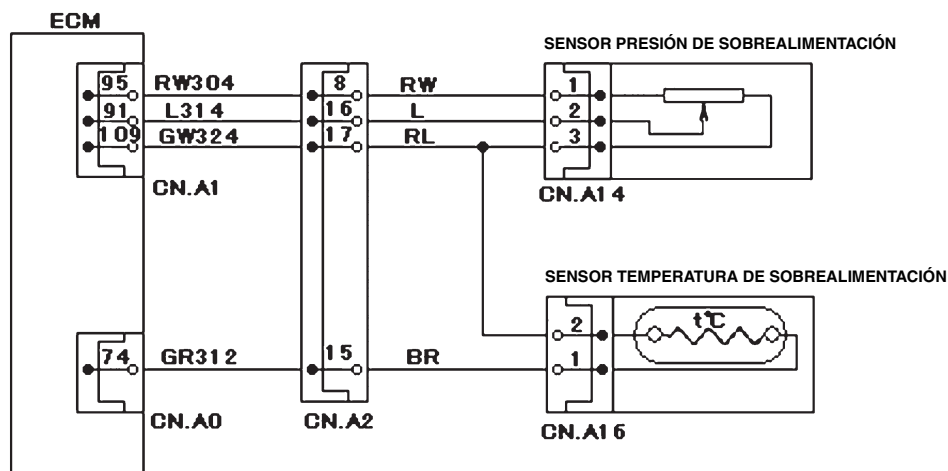 ECM
SENSOR PRESIÓN DE SOBREALIMENTACIÓN
95 RW304 8 RW 1
91 L314 16 L 2
109 GW324 17 RL 3
CN.A1
CN.A14
SENSOR TEMPERATURA DE SOBREALIMENTACIÓN
t°C
2
74 GR312 15 BR 1
CN.A0
CN.A2
CN.A16